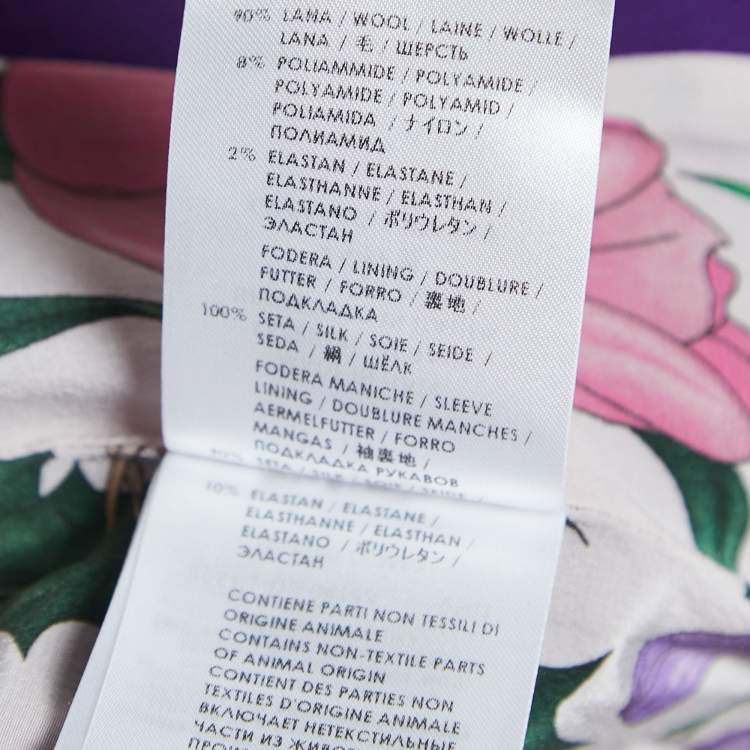 90% LANA / WOOL / LAINE / WOLLE /
LANA / 毛 / ШЕРСТЬ
8% POLIAMMIDE / POLYAMIDE /
POLYAMIDE / POLYAMID /
POLIAMIDA / ナイロン /
ПОЛИАМИД
2% ELASTAN / ELASTANE /
ELASTHANNE / ELASTHAN /
ELASTANO / ポリウレタン /
ЭЛАСТАН
FODERA / LINING / DOUBLURE /
FUTTER / FORRO / 裏地 /
ПОДКЛАДКА
100% SETA / SILK / SOIE / SEIDE /
SEDA / 絹 / ШЁЛК
FODERA MANICHE / SLEEVE
LINING / DOUBLURE MANCHES /
AERMELFUTTER / FORRO
MANGAS / 袖裏地 /
ПОДКЛАДКА РУКАВОВ
SETA / SILK / SOIE / SEIDE /
10% ELASTAN / ELASTANE /
ELASTHANNE / ELASTHAN /
ELASTANO / ポリウレタン /
ЭЛАСТАН
CONTIENE PARTI NON TESSILI DI
ORIGINE ANIMALE
CONTAINS NON-TEXTILE PARTS
OF ANIMAL ORIGIN
CONTIENT DES PARTIES NON
TEXTILES D'ORIGINE ANIMALE
ВКЛЮЧАЕТ НЕТЕКСТИЛЬНЫЕ
ЧАСТИ ИЗ ЖИВОТ